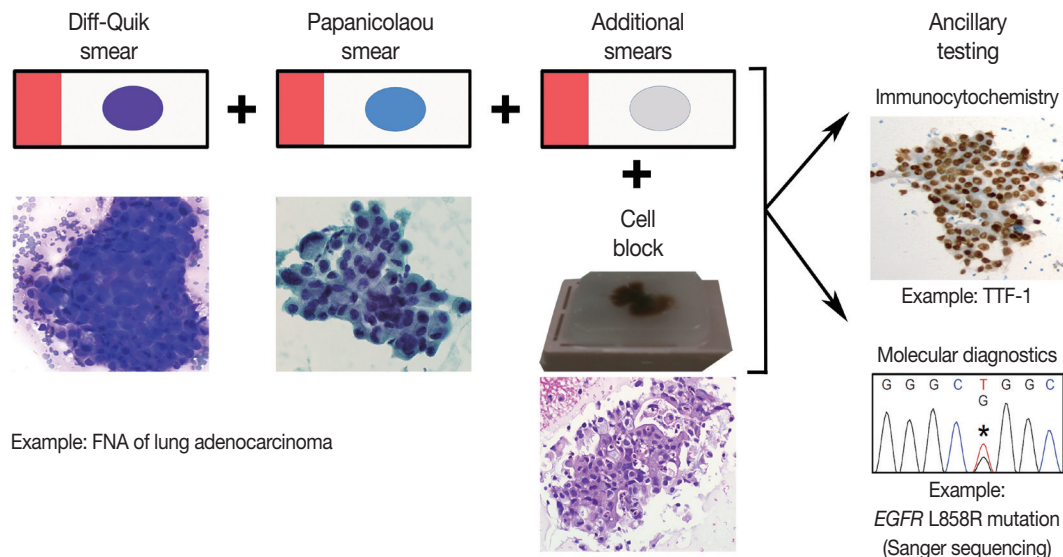 Diff-Quik
smear
Papanicolaou
smear
Additional
smears
Ancillary
testing
+
+
+
Cell
block
Immunocytochemistry
Example: TTF-1
Molecular diagnostics
G G G C T G G C
G
*
Example:
EGFR L858R mutation
(Sanger sequencing)
Example: FNA of lung adenocarcinoma